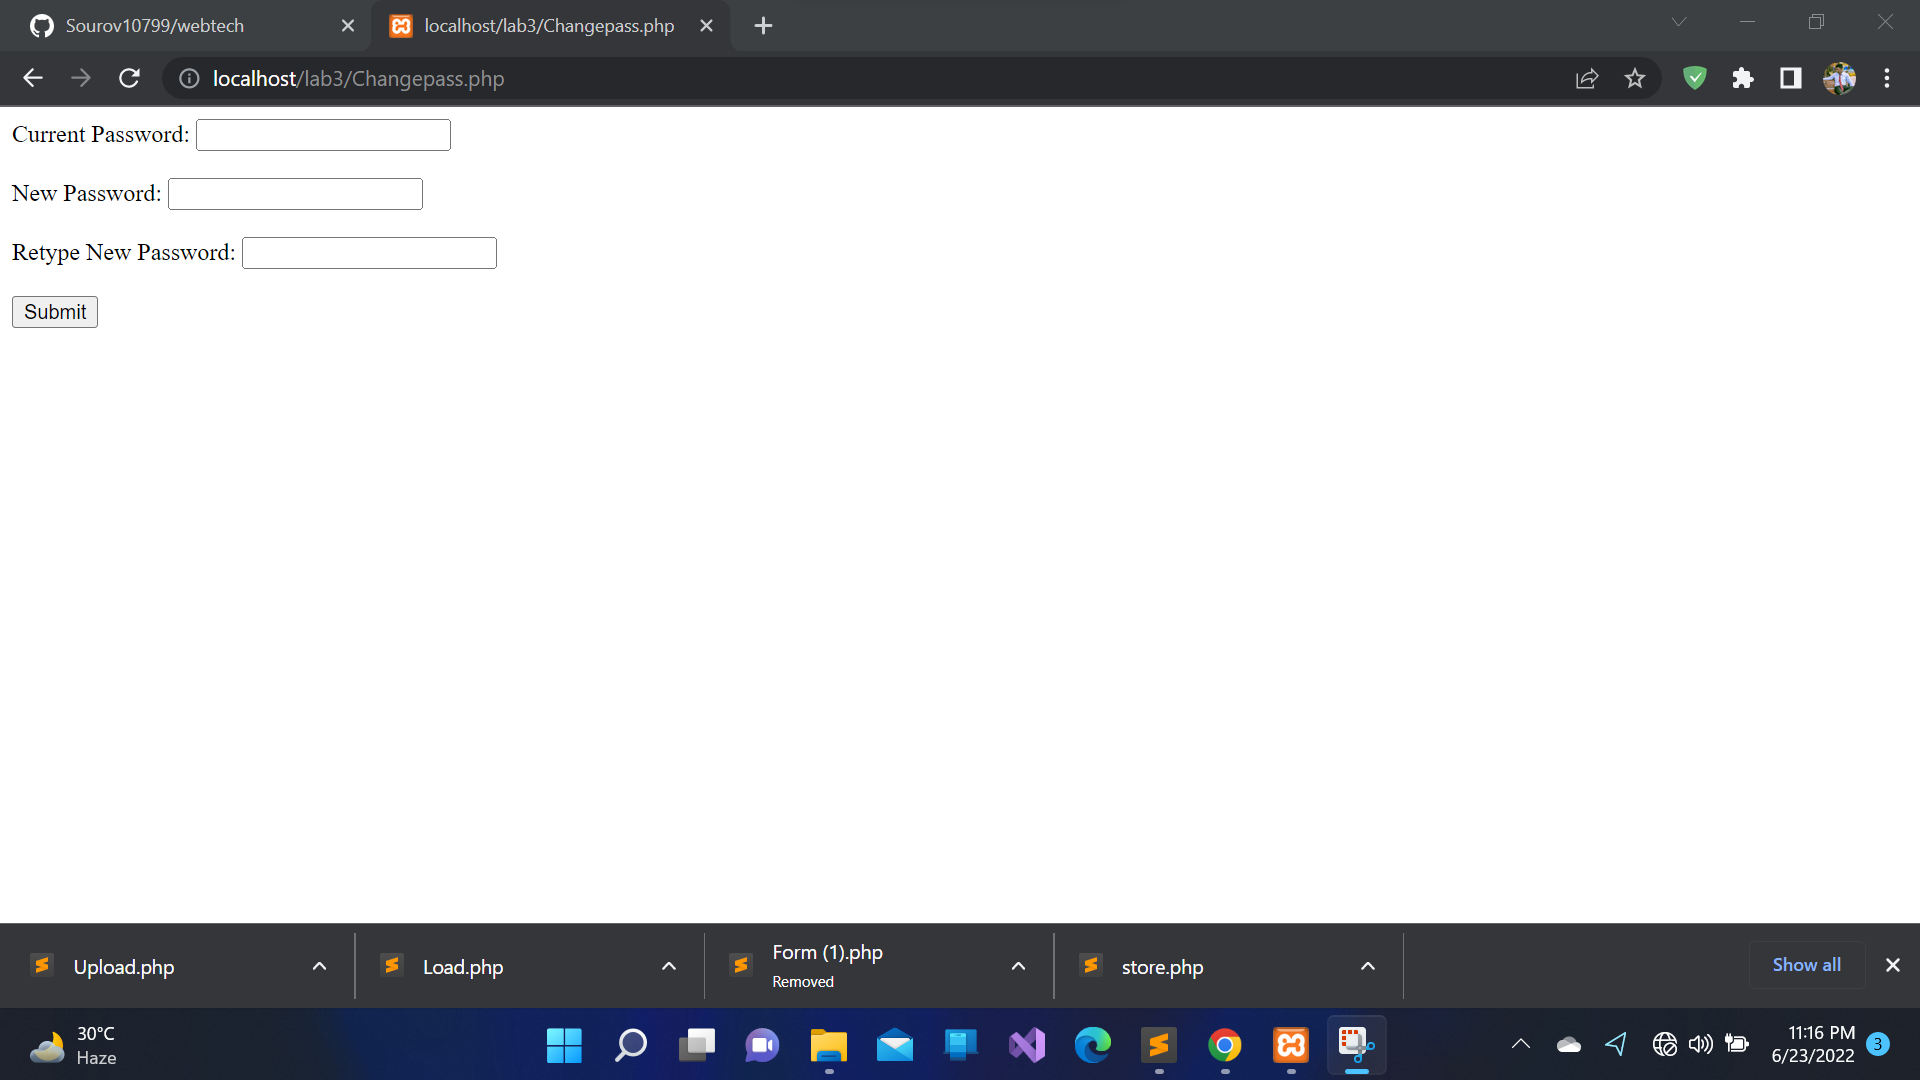 Sourov10799/webtech
localhost/lab3/Changepass.php
localhost/lab3/Changepass.php
Current Password:
New Password:
Retype New Password:
Submit
Upload.php
Load.php
Form (1).php
Removed
store.php
Show all
30°C
Haze
11:16 PM
6/23/2022
3